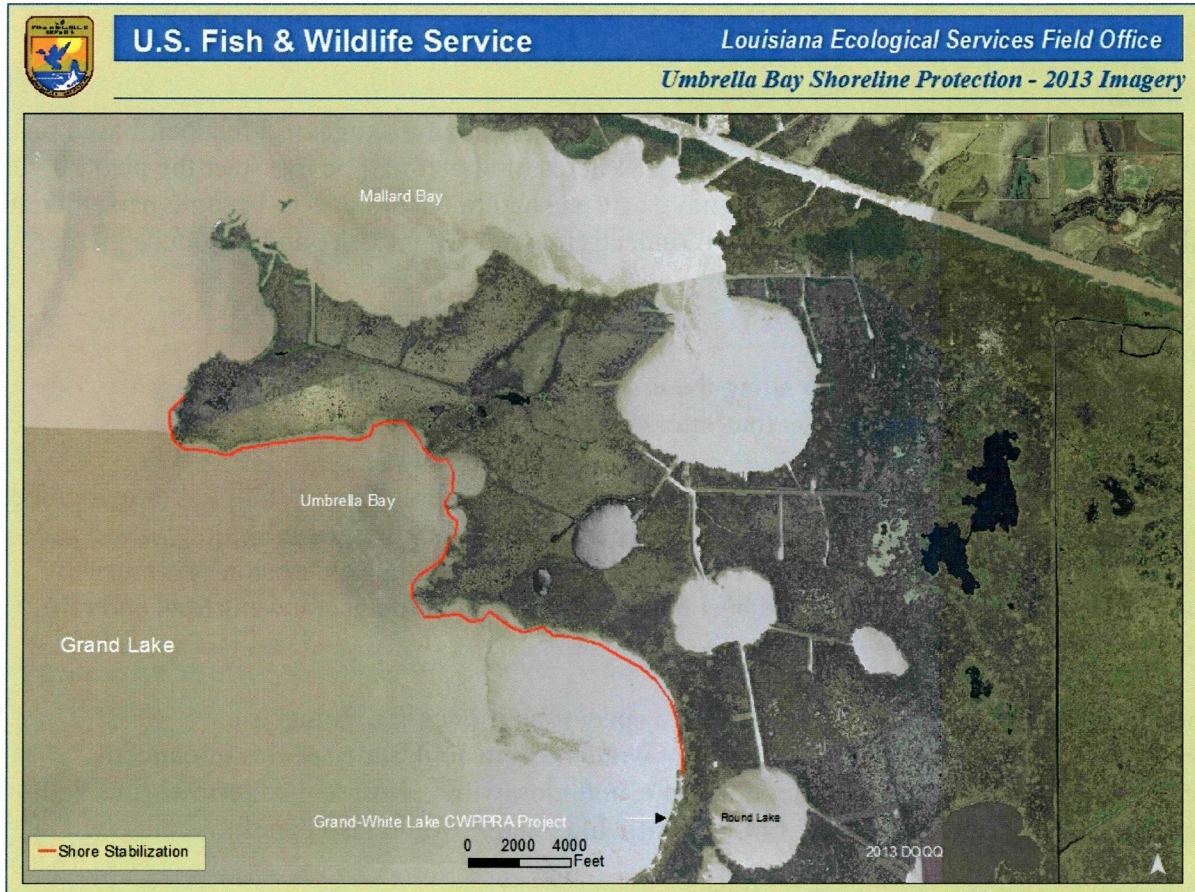 U.S. Fish & Wildlife Service
Louisiana Ecological Services Field Office
Umbrella Bay Shoreline Protection - 2013 Imagery
Mallard Bay
Umbrella Bay
Grand Lake
Grand-White Lake CWPPRA Project
Round Lake
Shore Stabilization
0 2000 4000
Feet
2013 DOQQ